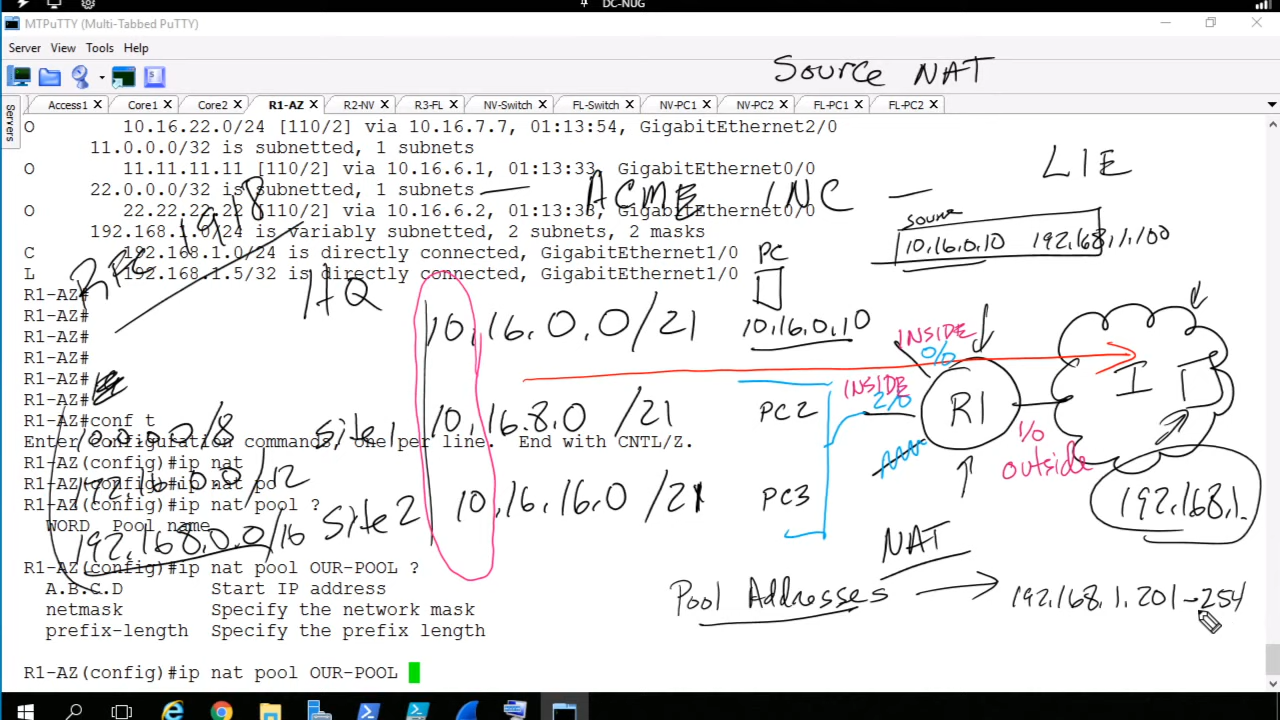 DC-NUG
MTPuTTY (Multi-Tabbed PuTTY)
Server View Tools Help
Source NAT
Servers
Access1 Core1 Core2 R1-AZ R2-NV R3-FL NV-Switch FL-Switch NV-PC1 NV-PC2 FL-PC1 FL-PC2
O 10.16.22.0/24 [110/2] via 10.16.7.7, 01:13:54, GigabitEthernet2/0
11.0.0.0/32 is subnetted, 1 subnets
O 11.11.11.11 [110/2] via 10.16.6.1, 01:13:33, GigabitEthernet0/0
22.0.0.0/32 is subnetted, 1 subnets
O 22.22.22.22 [110/2] via 10.16.6.2, 01:13:33, GigabitEthernet0/0
192.168.1.0/24 is variably subnetted, 2 subnets, 2 masks
C 192.168.1.0/24 is directly connected, GigabitEthernet1/0
L 192.168.1.5/32 is directly connected, GigabitEthernet1/0
R1-AZ#
R1-AZ#
R1-AZ#
R1-AZ#
R1-AZ#
R1-AZ#
R1-AZ#conf t
Enter configuration commands, one per line. End with CNTL/Z.
R1-AZ(config)#ip nat
R1-AZ(config)#ip nat po
R1-AZ(config)#ip nat pool ?
WORD Pool name
R1-AZ(config)#ip nat pool OUR-POOL ?
A.B.C.D Start IP address
netmask Specify the network mask
prefix-length Specify the prefix length
R1-AZ(config)#ip nat pool OUR-POOL
LIE
ACME INC
source
10.16.0.10 192.168.1.100
RFC 1918
HQ
10.16.0.0/21
PC
10.16.0.10
INSIDE
0/0
INSIDE
2/0
R1
I
1/0
outside
10.0.0.0/8
Site1
10.16.8.0 /21
PC2
192.16.0.0/12
192.168.0.0/16
Site2
10.16.16.0 /21
PC3
192.168.1.
NAT
Pool Addresses
192.168.1.201-254